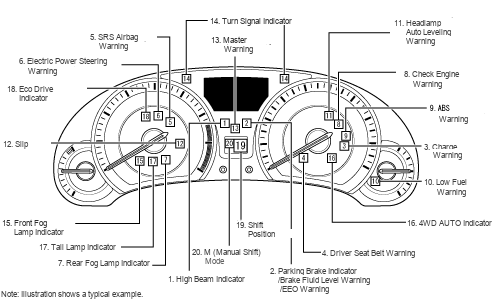 14. Turn Signal Indicator
11. Headlamp
Auto Leveling
Warning
5. SRS Airbag
Warning
13. Master
Warning
6. Electric Power Steering
Warning
8. Check Engine
Warning
18. Eco Drive
Indicator
9. ABS
Warning
12. Slip
3. Charge
Warning
10. Low Fuel
Warning
14
14
18
6
5
1
2
13
11
8
9
3
12
20
19
15
17
7
4
16
10
15. Front Fog
Lamp Indicator
19. Shift
Position
16. 4WD AUTO Indicator
17. Tail Lamp Indicator
20. M (Manual Shift)
Mode
4. Driver Seat Belt Warning
7. Rear Fog Lamp Indicator
1. High Beam Indicator
2. Parking Brake Indicator
/Brake Fluid Level Warning
/EEO Warning
Note: Illustration shows a typical example.